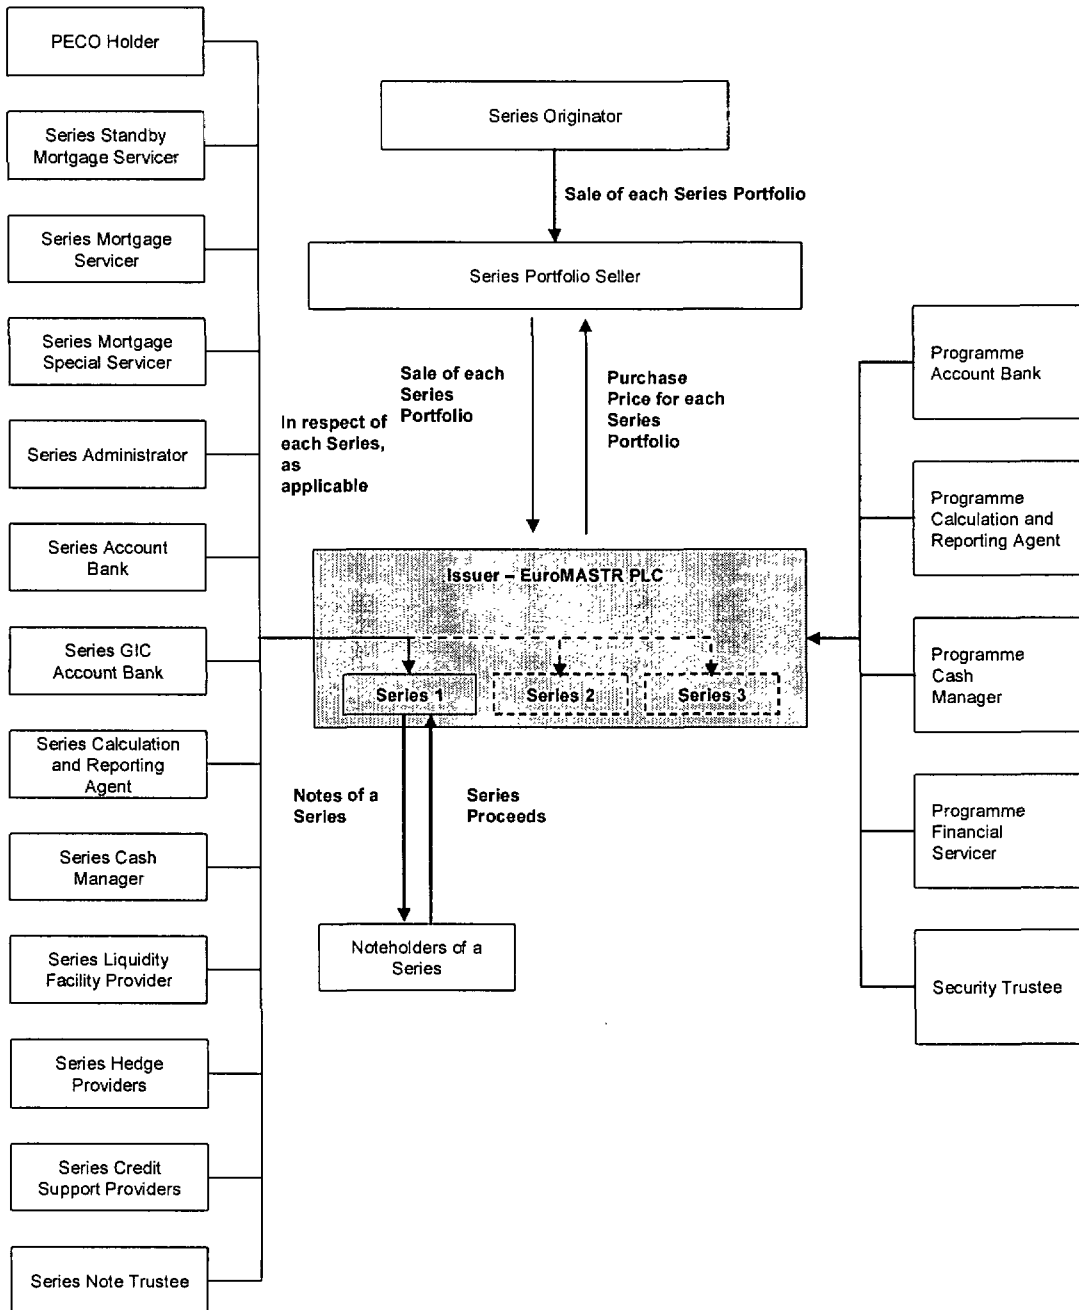 PECO Holder
Series Standby
Mortgage Servicer
Series Mortgage
Servicer
Series Mortgage
Special Servicer
Series Administrator
Series Account
Bank
Series GIC
Account Bank
Series Calculation
and Reporting
Agent
Series Cash
Manager
Series Liquidity
Facility Provider
Series Hedge
Providers
Series Credit
Support Providers
Series Note Trustee
Series Originator
Sale of each Series Portfolio
Series Portfolio Seller
Sale of each
Series
Portfolio
Purchase
Price for each
Series
Portfolio
In respect of
each Series,
as
applicable
Issuer – EuroMASTR PLC
Series 1
Series 2
Series 3
Notes of a
Series
Series
Proceeds
Noteholders of a
Series
Programme
Account Bank
Programme
Calculation and
Reporting Agent
Programme
Cash
Manager
Programme
Financial
Servicer
Security Trustee